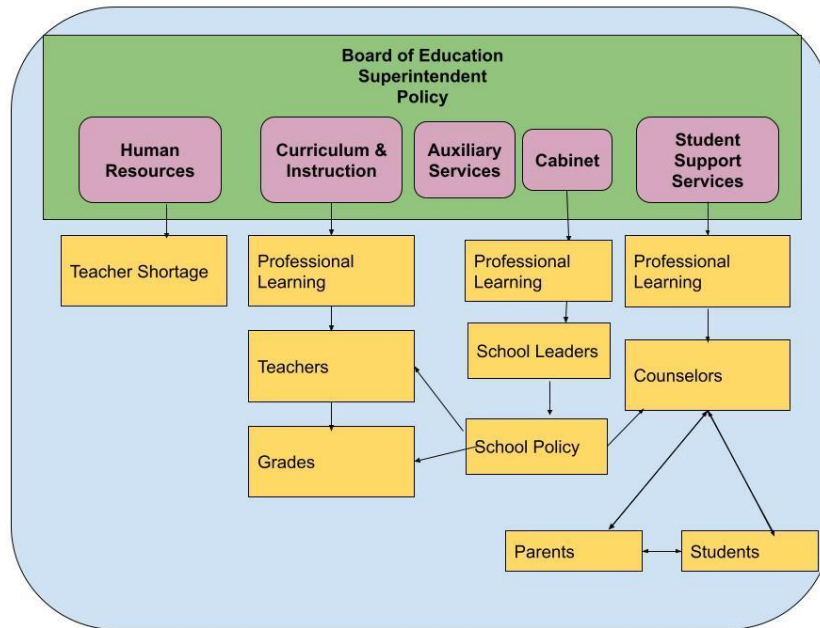 Board of Education
Superintendent
Policy
Human
Resources
Curriculum &
Instruction
Auxiliary
Services
Cabinet
Student
Support
Services
Teacher Shortage
Professional
Learning
Professional
Learning
Professional
Learning
Teachers
School Leaders
Counselors
Grades
School Policy
Parents
Students